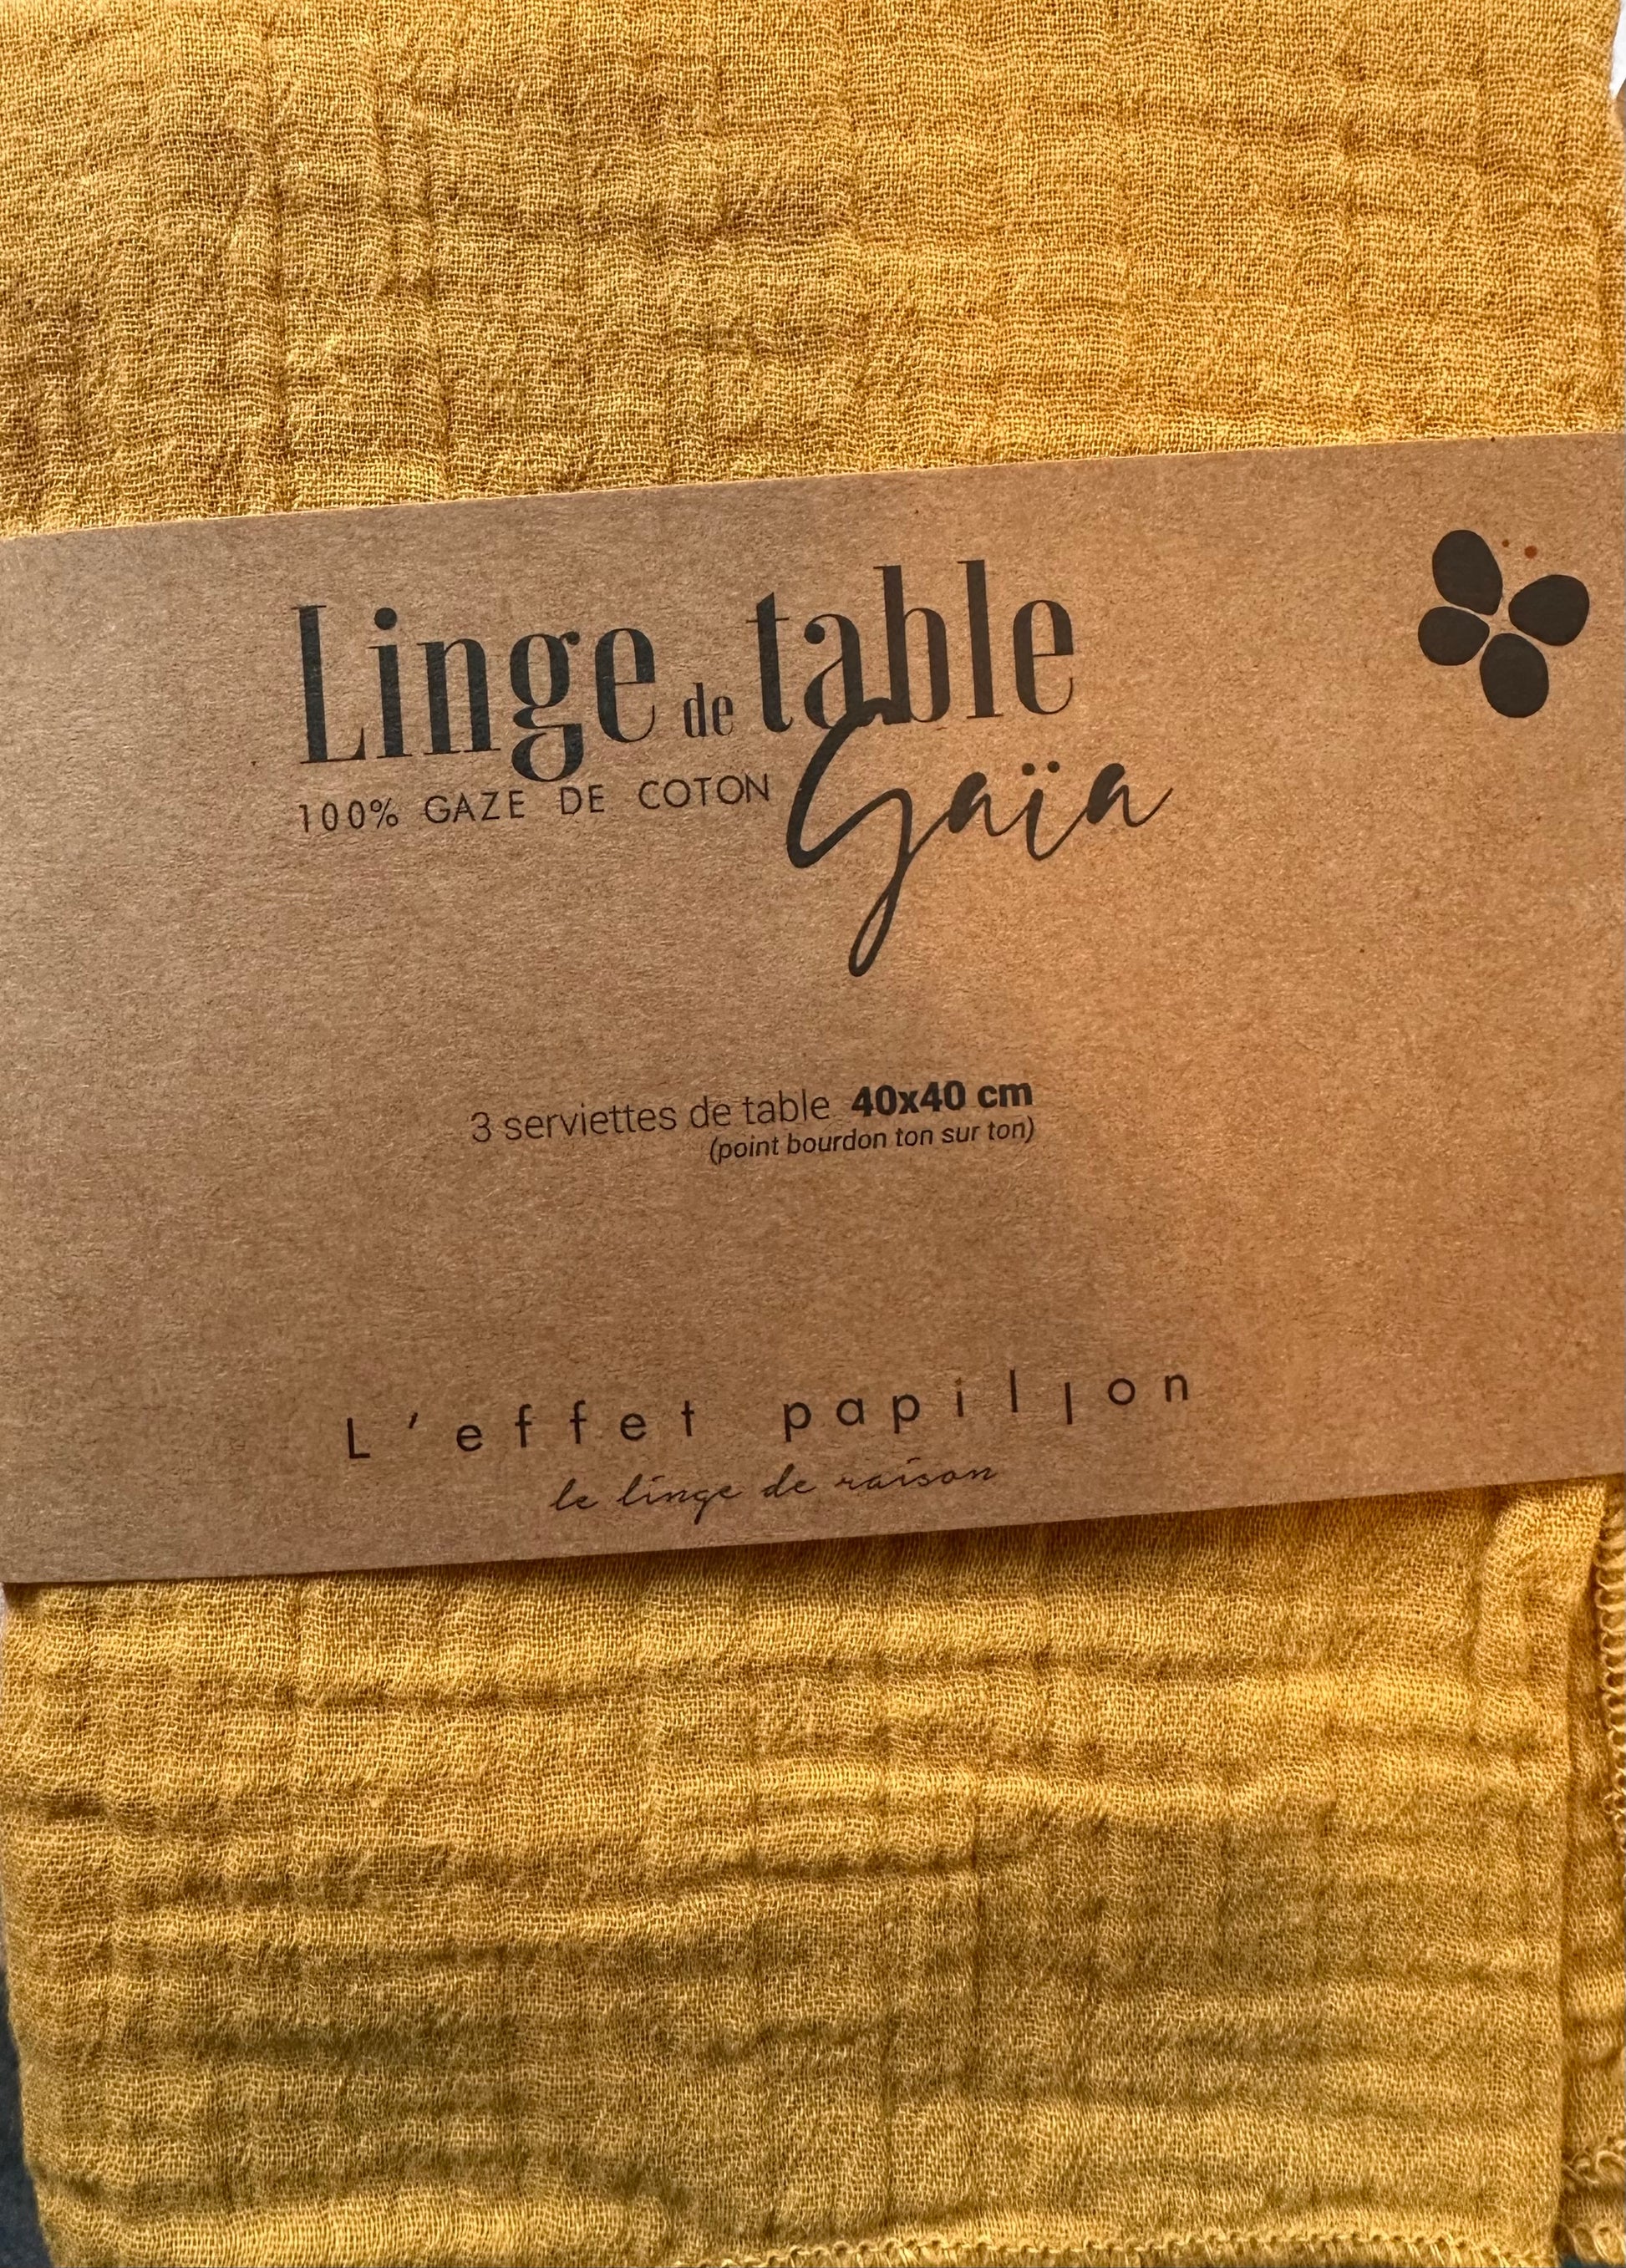 Linge de table
100% GAZE DE COTON Gaïa
3 serviettes de table 40x40 cm
(point bourdon ton sur ton)
L'effet papillon
le linge de raison